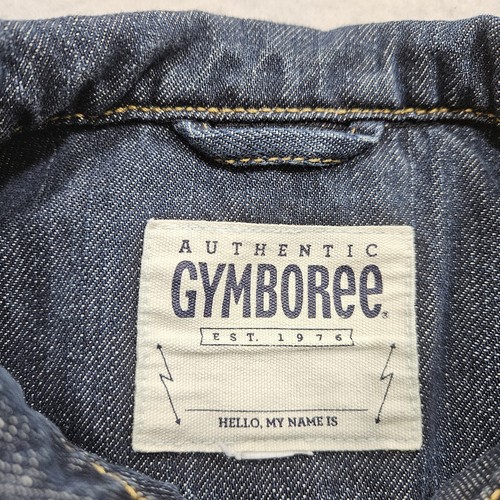 AUTHENTIC
GYMBOREE®
EST. 1976
HELLO, MY NAME IS